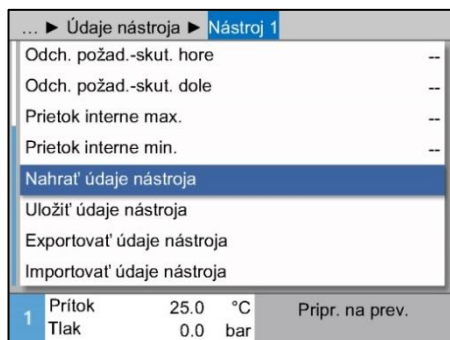 ... ► Údaje nástroja ► Nástroj 1
Odch. požad.-skut. hore --
Odch. požad.-skut. dole --
Prietok interne max. --
Prietok interne min. --
Nahrať údaje nástroja
Uložiť údaje nástroja
Exportovať údaje nástroja
Importovať údaje nástroja
1 Prítok 25.0 °C Pripr. na prev.
Tlak 0.0 bar